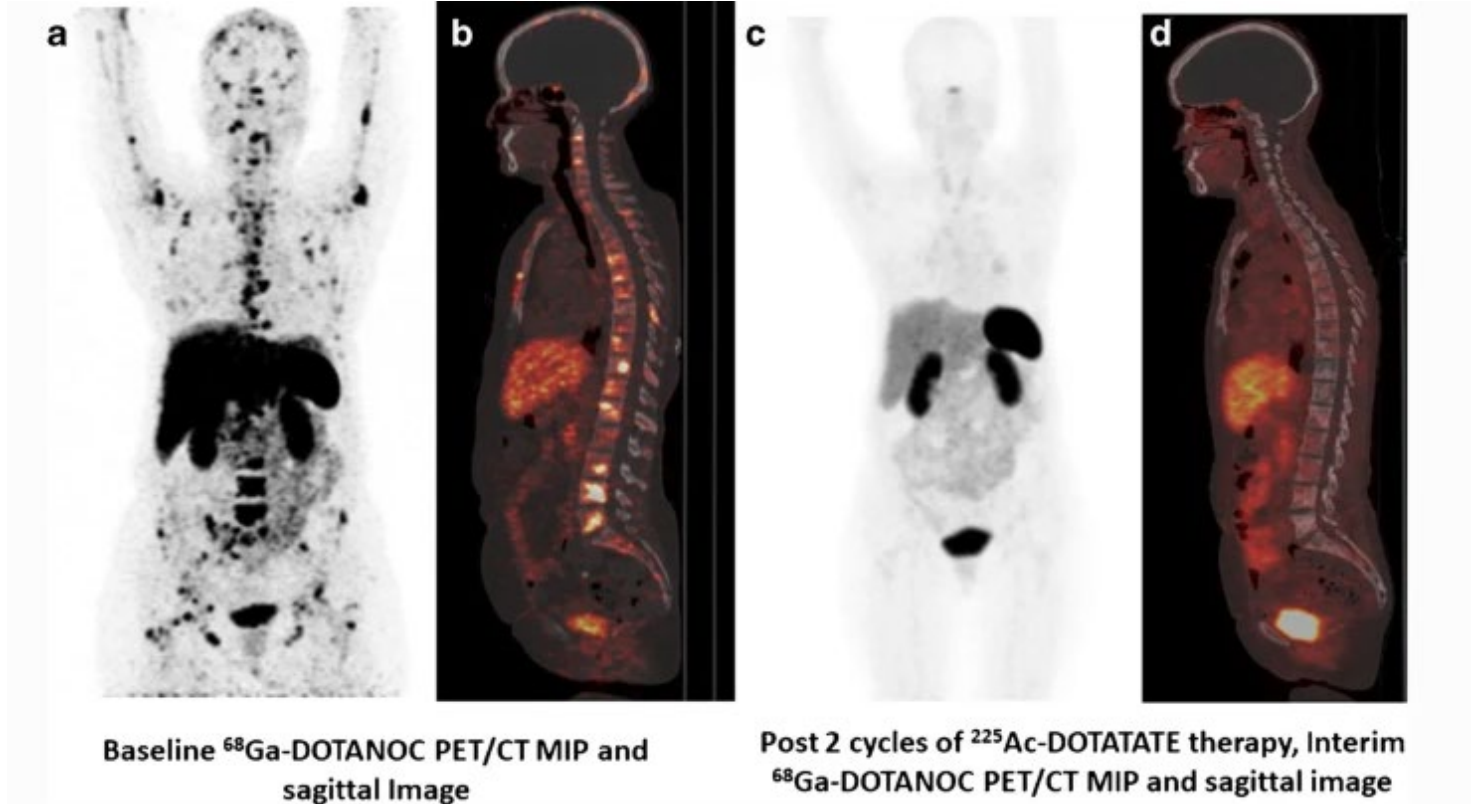 a
b
c
d
Baseline ⁶⁸Ga-DOTANOC PET/CT MIP and
sagittal Image
Post 2 cycles of ²²⁵Ac-DOTATATE therapy, Interim
⁶⁸Ga-DOTANOC PET/CT MIP and sagittal image